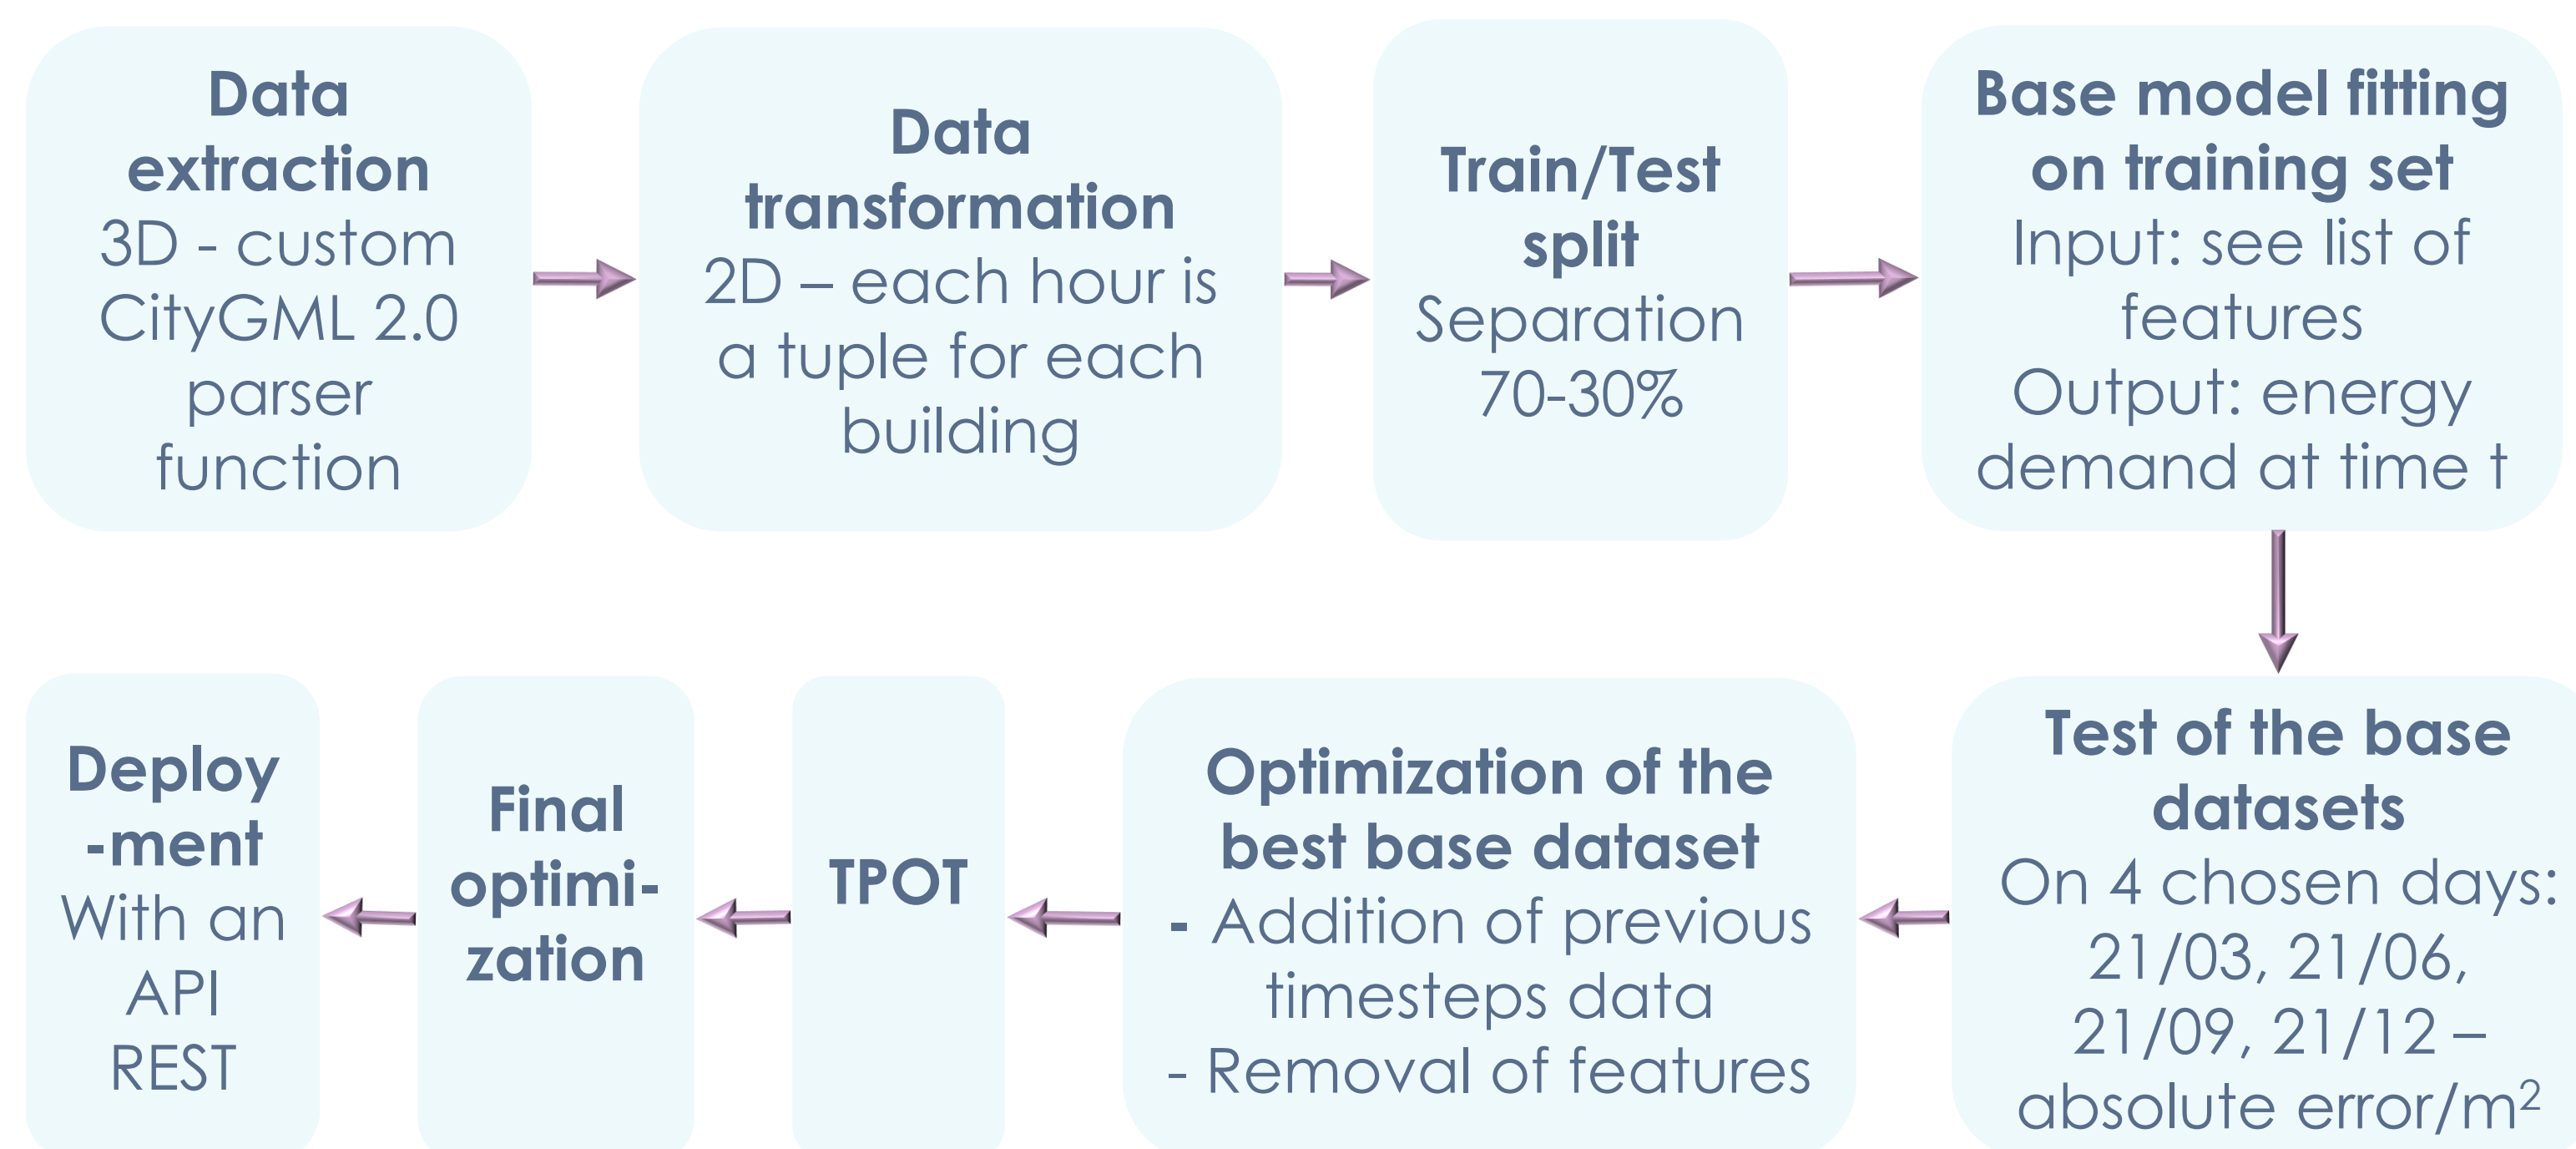 Data
extraction
3D - custom
CityGML 2.0
parser
function
Data
transformation
2D – each hour is
a tuple for each
building
Train/Test
split
Separation
70-30%
Base model fitting
on training set
Input: see list of
features
Output: energy
demand at time t
Test of the base
datasets
On 4 chosen days:
21/03, 21/06,
21/09, 21/12 –
absolute error/m²
Optimization of the
best base dataset
- Addition of previous
timesteps data
- Removal of features
TPOT
Final
optimi-
zation
Deploy
-ment
With an
API
REST